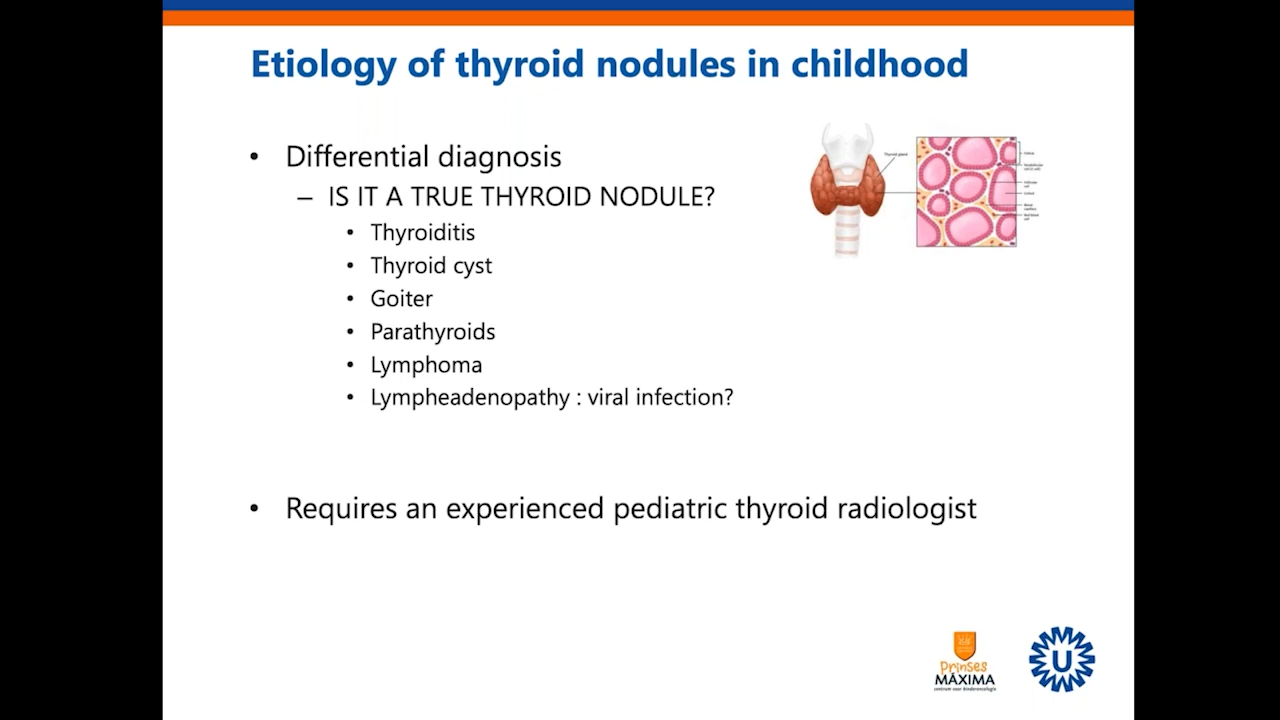 Etiology of thyroid nodules in childhood
• Differential diagnosis
– IS IT A TRUE THYROID NODULE?
• Thyroiditis
• Thyroid cyst
• Goiter
• Parathyroids
• Lymphoma
• Lympheadenopathy : viral infection?
• Requires an experienced pediatric thyroid radiologist
Thyroid gland
Prinses
MÁXIMA
centrum voor kinderoncologie
U